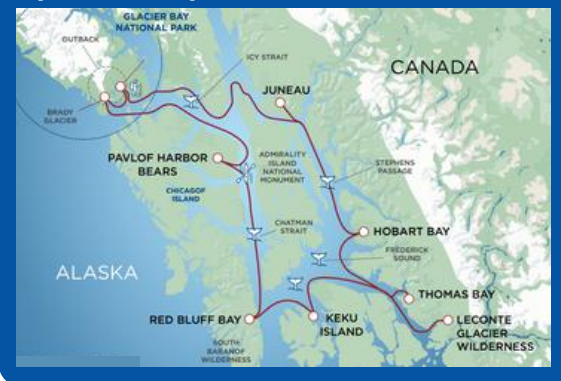 GLACIER BAY
NATIONAL PARK
OUTBACK
ICY STRAIT
CANADA
JUNEAU
BRADY
GLACIER
PAVLOF HARBOR
BEARS
ADMIRALITY
ISLAND
NATIONAL
MONUMENT
STEPHENS
PASSAGE
CHICAGOF
ISLAND
CHATMAN
STRAIT
HOBART BAY
FREDERICK
SOUND
ALASKA
THOMAS BAY
RED BLUFF BAY
KEKU
ISLAND
LECONTE
GLACIER
WILDERNESS
SOUTH
BARANOF
WILDERNESS